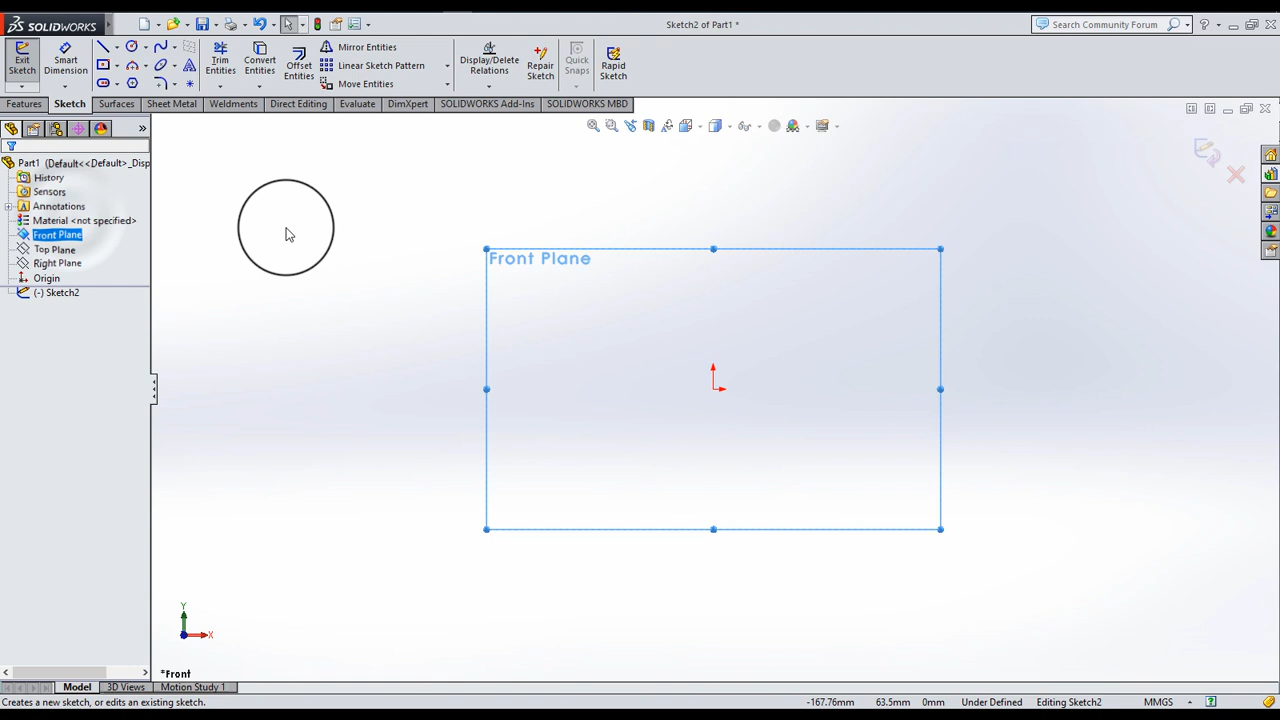 SOLIDWORKS
Sketch2 of Part1 *
Search Community Forum
Exit Sketch
Smart Dimension
Trim Entities
Convert Entities
Offset Entities
Mirror Entities
Linear Sketch Pattern
Move Entities
Display/Delete Relations
Repair Sketch
Quick Snaps
Rapid Sketch
Features
Sketch
Surfaces
Sheet Metal
Weldments
Direct Editing
Evaluate
DimXpert
SOLIDWORKS Add-Ins
SOLIDWORKS MBD
Part1 (Default<<Default>_Disp
History
Sensors
Annotations
Material <not specified>
Front Plane
Top Plane
Right Plane
Origin
(-) Sketch2
Front Plane
Y
X
*Front
Model
3D Views
Motion Study 1
Creates a new sketch, or edits an existing sketch.
-167.76mm
63.5mm
0mm
Under Defined
Editing Sketch2
MMGS